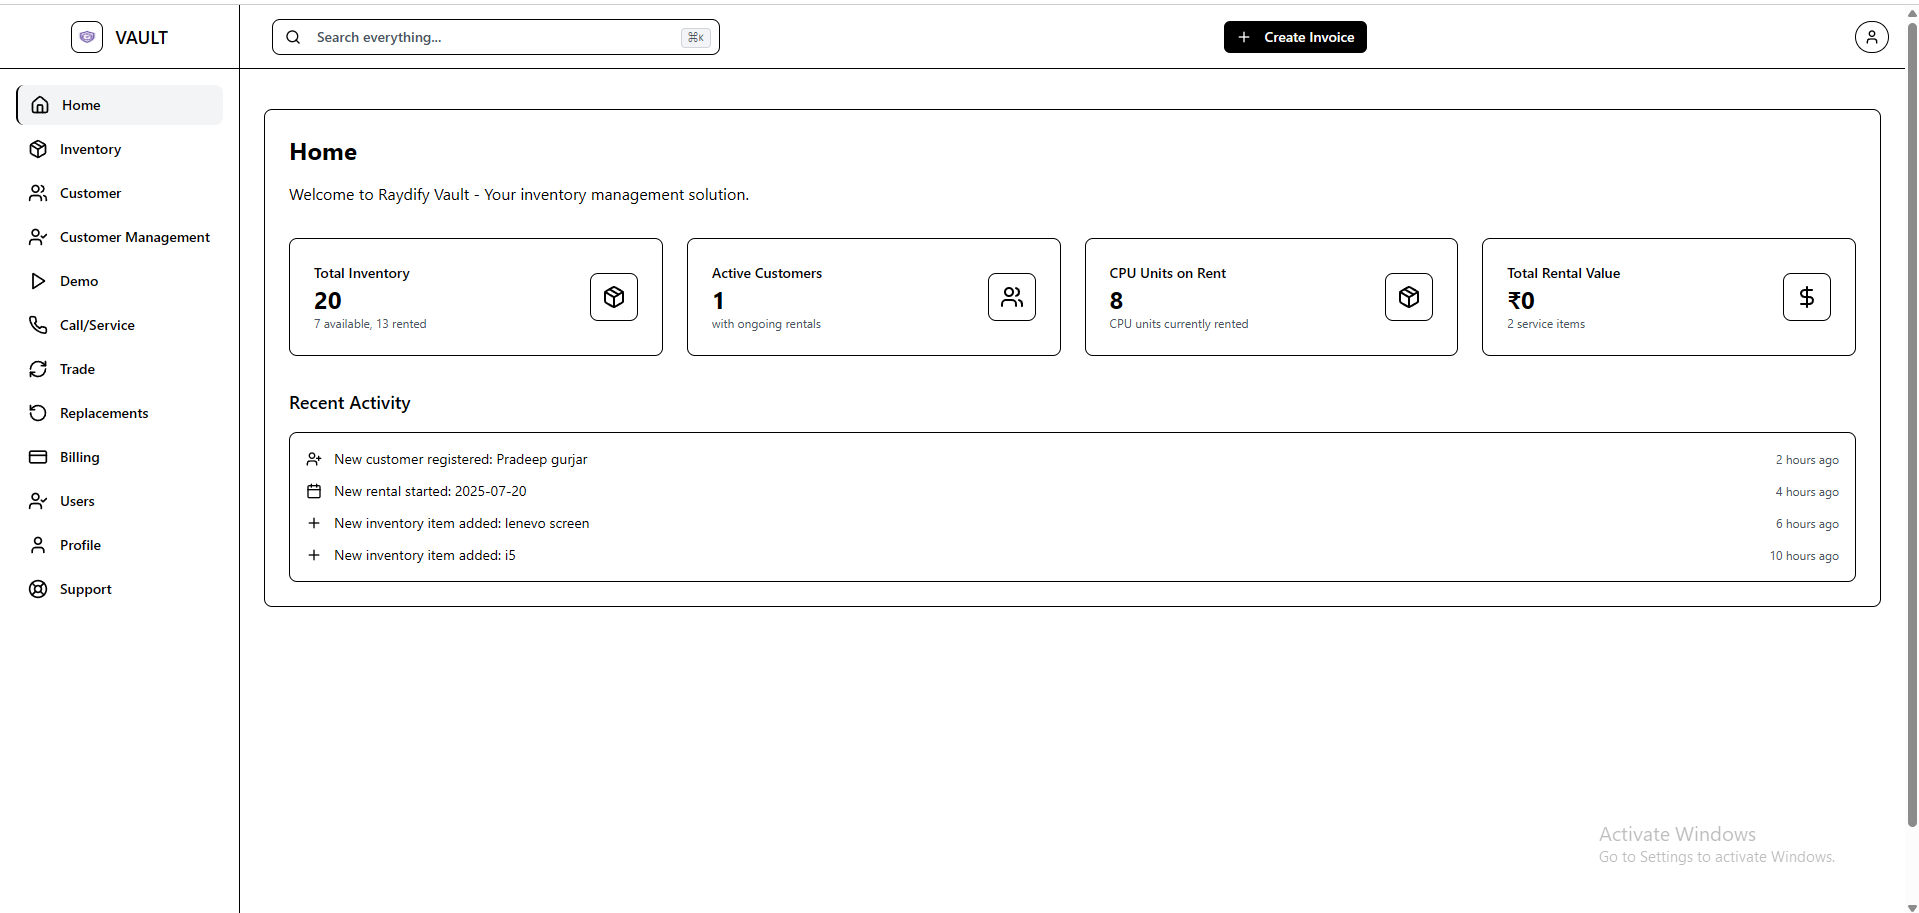 VAULT
Search everything...
⌘K
Create Invoice
Home
Inventory
Customer
Customer Management
Demo
Call/Service
Trade
Replacements
Billing
Users
Profile
Support
Home
Welcome to Raydify Vault - Your inventory management solution.
Total Inventory
20
7 available, 13 rented
Active Customers
1
with ongoing rentals
CPU Units on Rent
8
CPU units currently rented
Total Rental Value
₹0
2 service items
Recent Activity
New customer registered: Pradeep gurjar 2 hours ago
New rental started: 2025-07-20 4 hours ago
New inventory item added: lenevo screen 6 hours ago
New inventory item added: i5 10 hours ago
Activate Windows
Go to Settings to activate Windows.